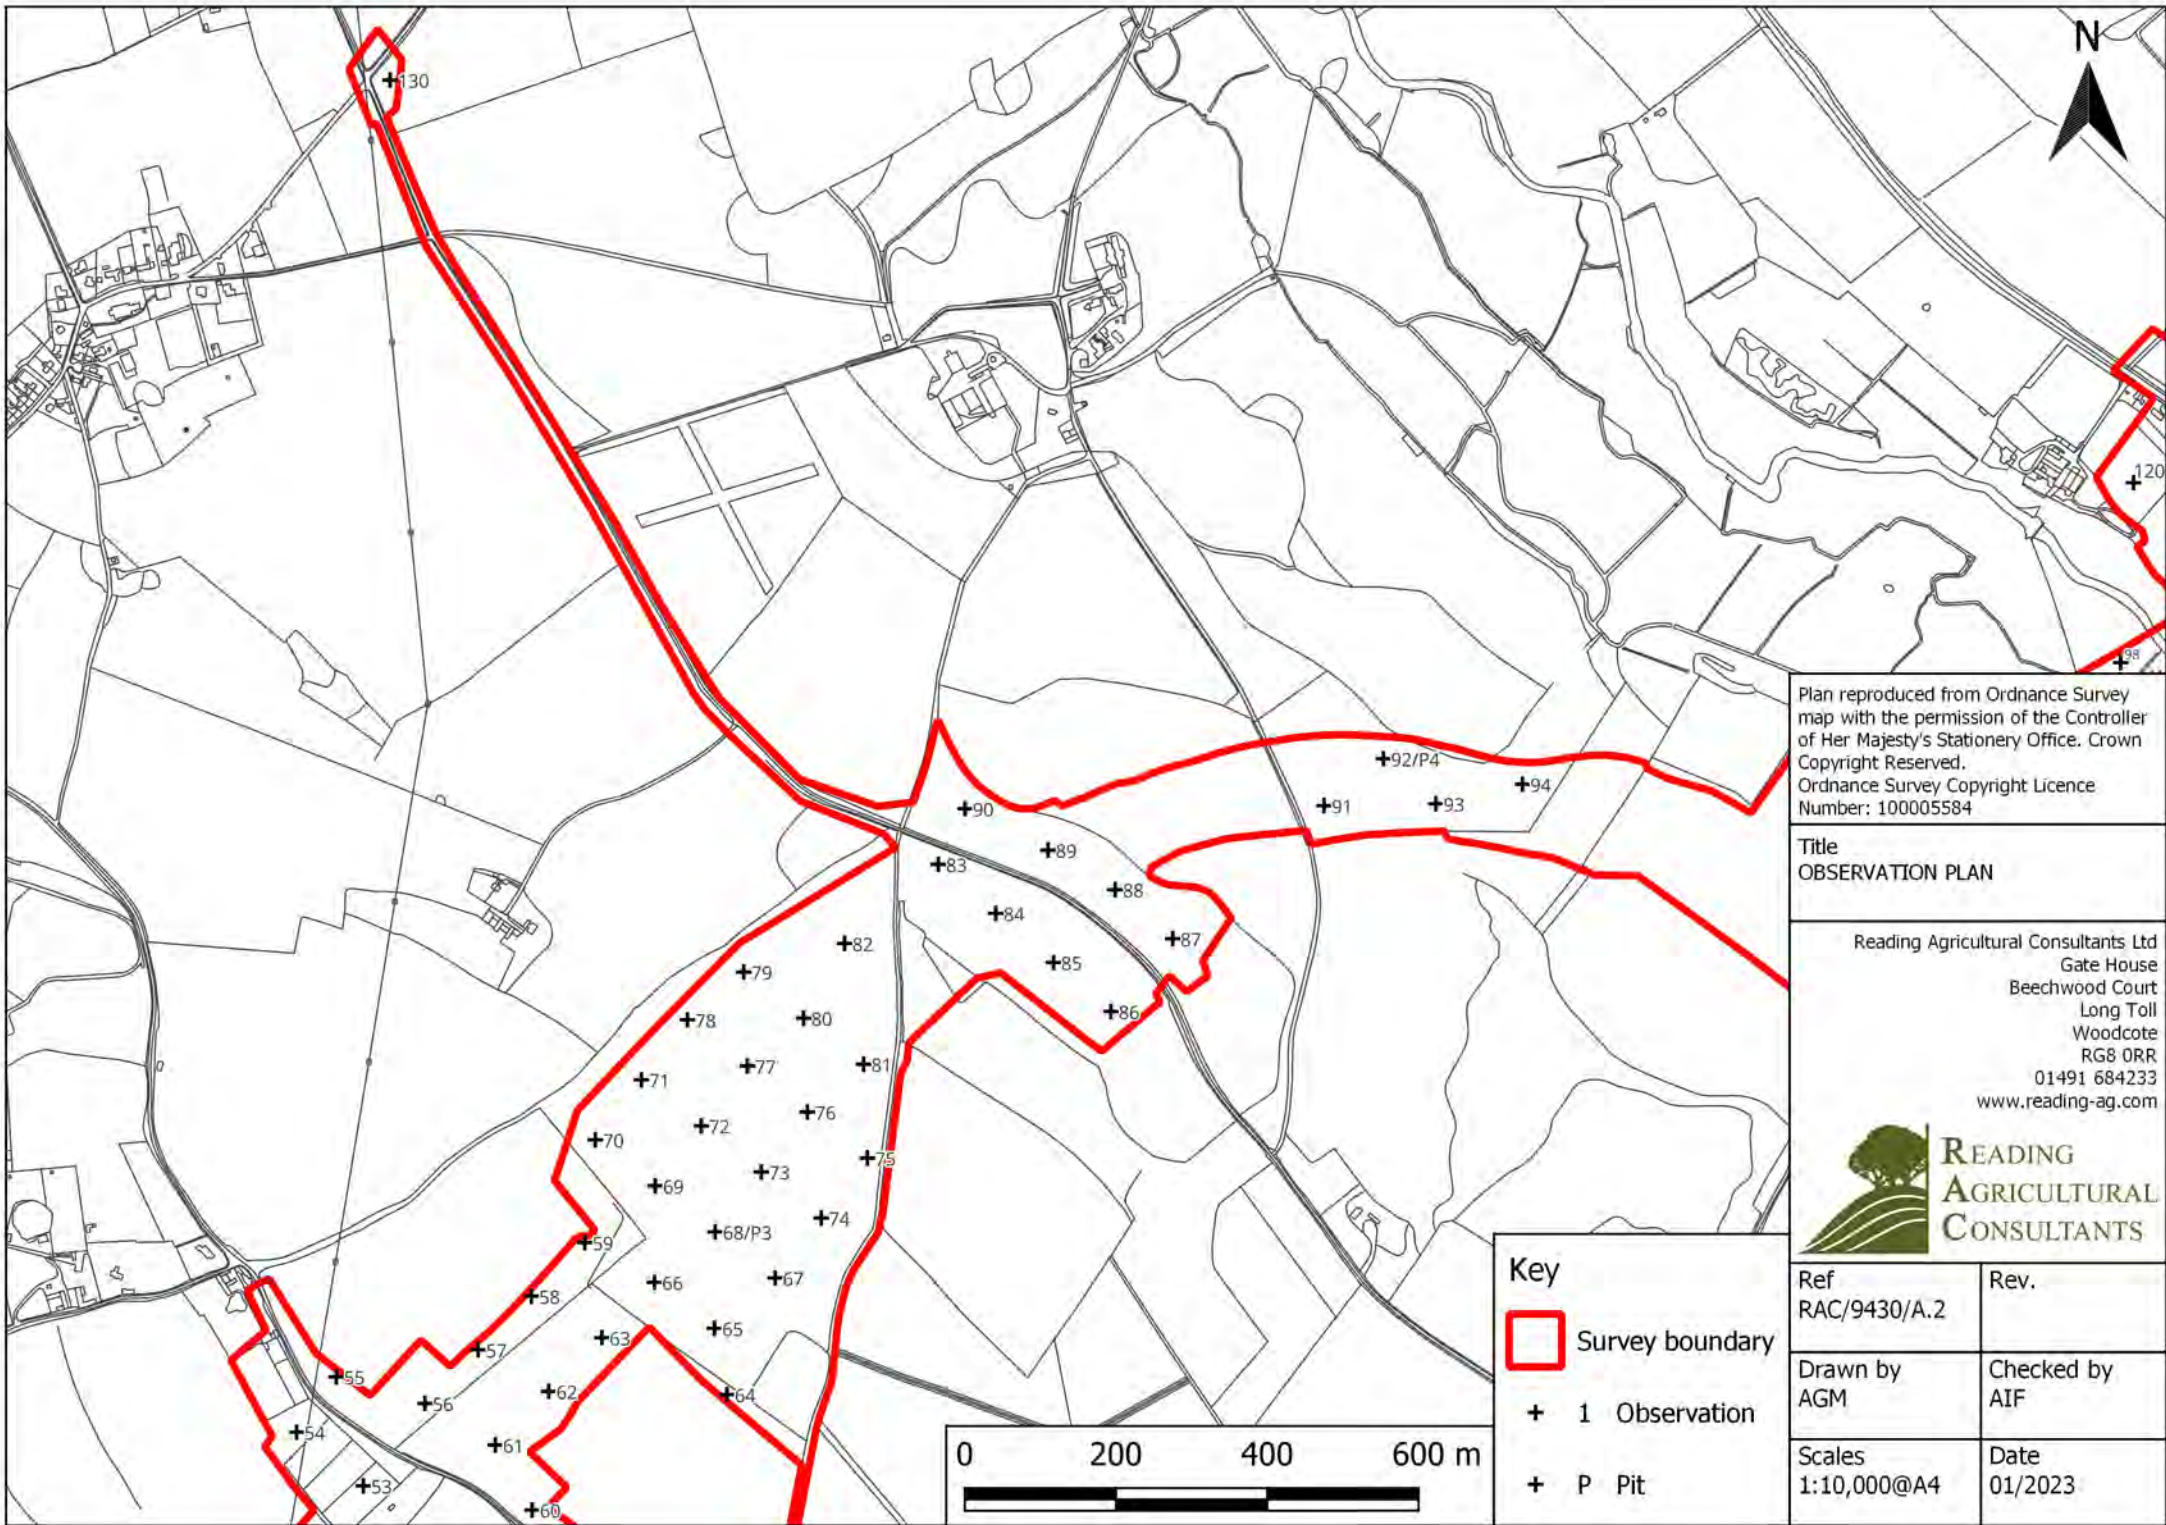 N
130
120
98
92/P4
94
91
93
90
89
83
88
84
87
82
85
79
86
78
80
81
77
71
76
72
70
75
73
69
74
68/P3
59
67
66
58
65
63
57
55
64
62
56
54
61
53
60
Plan reproduced from Ordnance Survey
map with the permission of the Controller
of Her Majesty's Stationery Office. Crown
Copyright Reserved.
Ordnance Survey Copyright Licence
Number: 100005584
Title
OBSERVATION PLAN
Reading Agricultural Consultants Ltd
Gate House
Beechwood Court
Long Toll
Woodcote
RG8 0RR
01491 684233
www.reading-ag.com
READING
AGRICULTURAL
CONSULTANTS
Ref
RAC/9430/A.2
Rev.
Drawn by
AGM
Checked by
AIF
Scales
1:10,000@A4
Date
01/2023
Key
Survey boundary
+ 1 Observation
+ P Pit
0 200 400 600 m